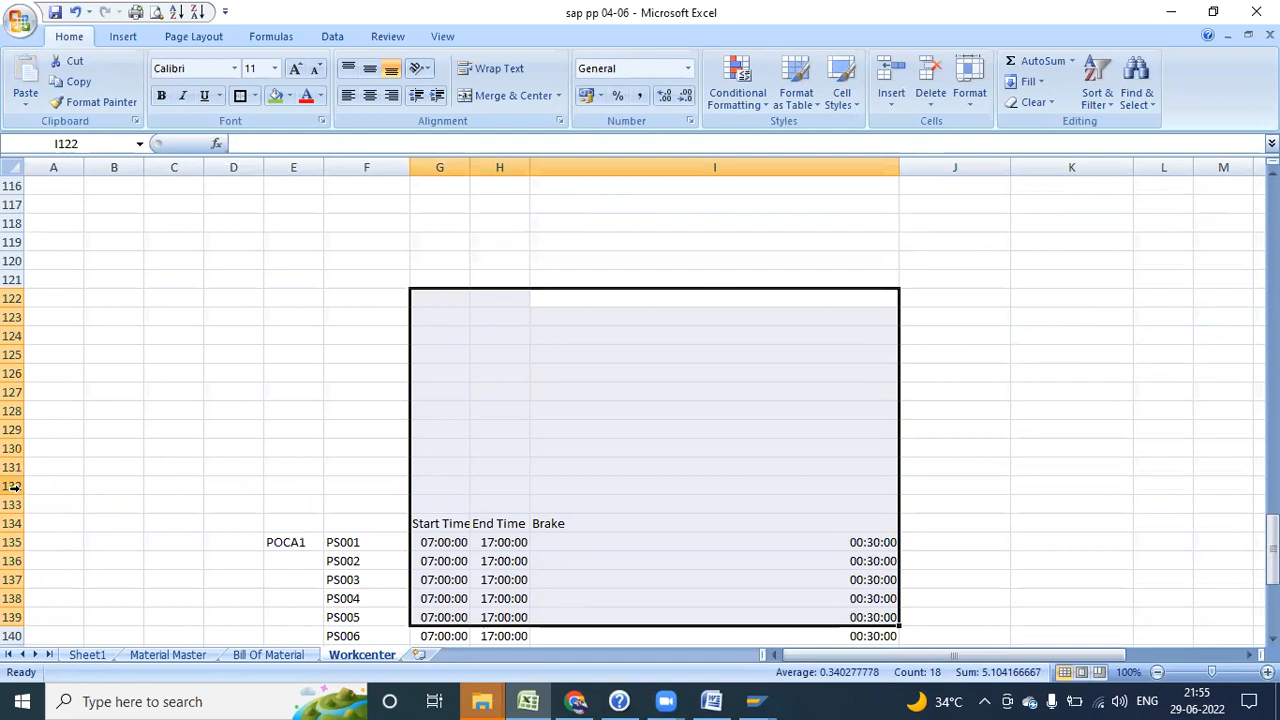 sap pp 04-06 - Microsoft Excel
Home Insert Page Layout Formulas Data Review View
Paste Cut Calibri 11 Wrap Text General Conditional Formatting Format as Table Cell Styles Insert Delete Format AutoSum Sort & Filter Find & Select
Copy Fill
Format Painter B I U A Merge & Center % , Clear
Clipboard Font Alignment Number Styles Cells Editing
I122 fx
A B C D E F G H I J K L M
116
117
118
119
120
121
122
123
124
125
126
127
128
129
130
131
132
133
134 Start Time End Time Brake
135 POCA1 PS001 07:00:00 17:00:00 00:30:00
136 PS002 07:00:00 17:00:00 00:30:00
137 PS003 07:00:00 17:00:00 00:30:00
138 PS004 07:00:00 17:00:00 00:30:00
139 PS005 07:00:00 17:00:00 00:30:00
140 PS006 07:00:00 17:00:00 00:30:00
Sheet1 Material Master Bill Of Material Workcenter
Ready Average: 0.340277778 Count: 18 Sum: 5.104166667 100%
Type here to search 34°C ENG 21:55
29-06-2022